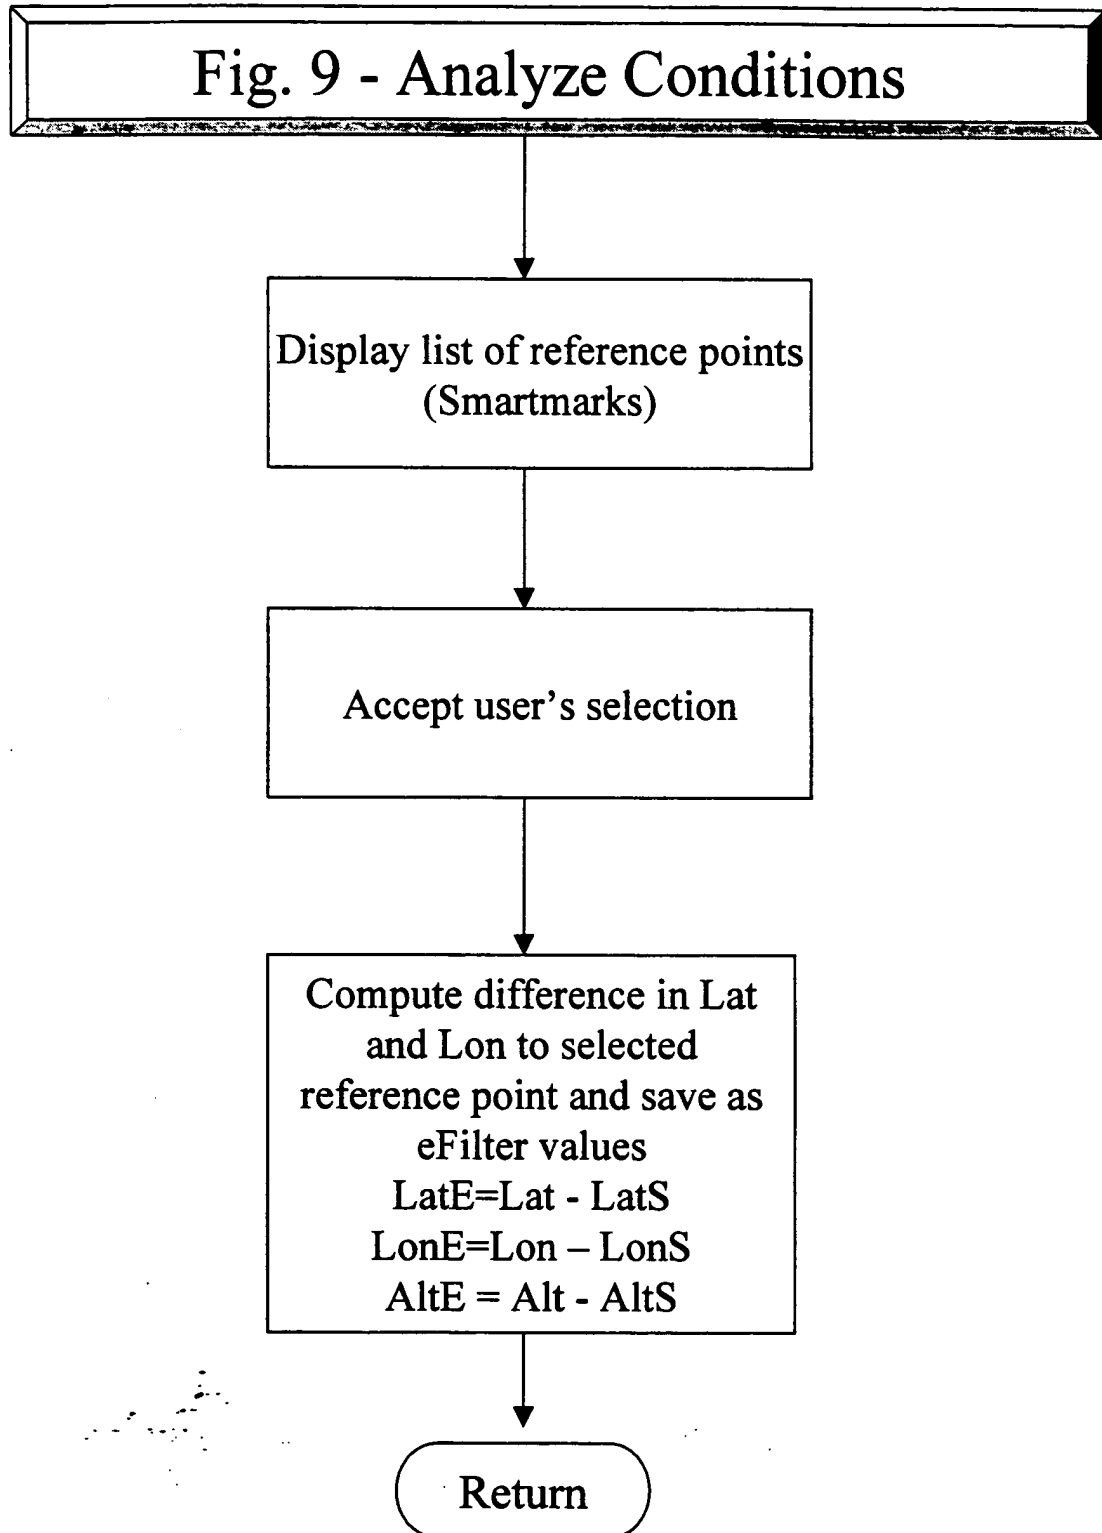 Fig. 9 - Analyze Conditions
Display list of reference points
(Smartmarks)
Accept user’s selection
Compute difference in Lat
and Lon to selected
reference point and save as
eFilter values
LatE=Lat - LatS
LonE=Lon – LonS
AltE = Alt - AltS
Return